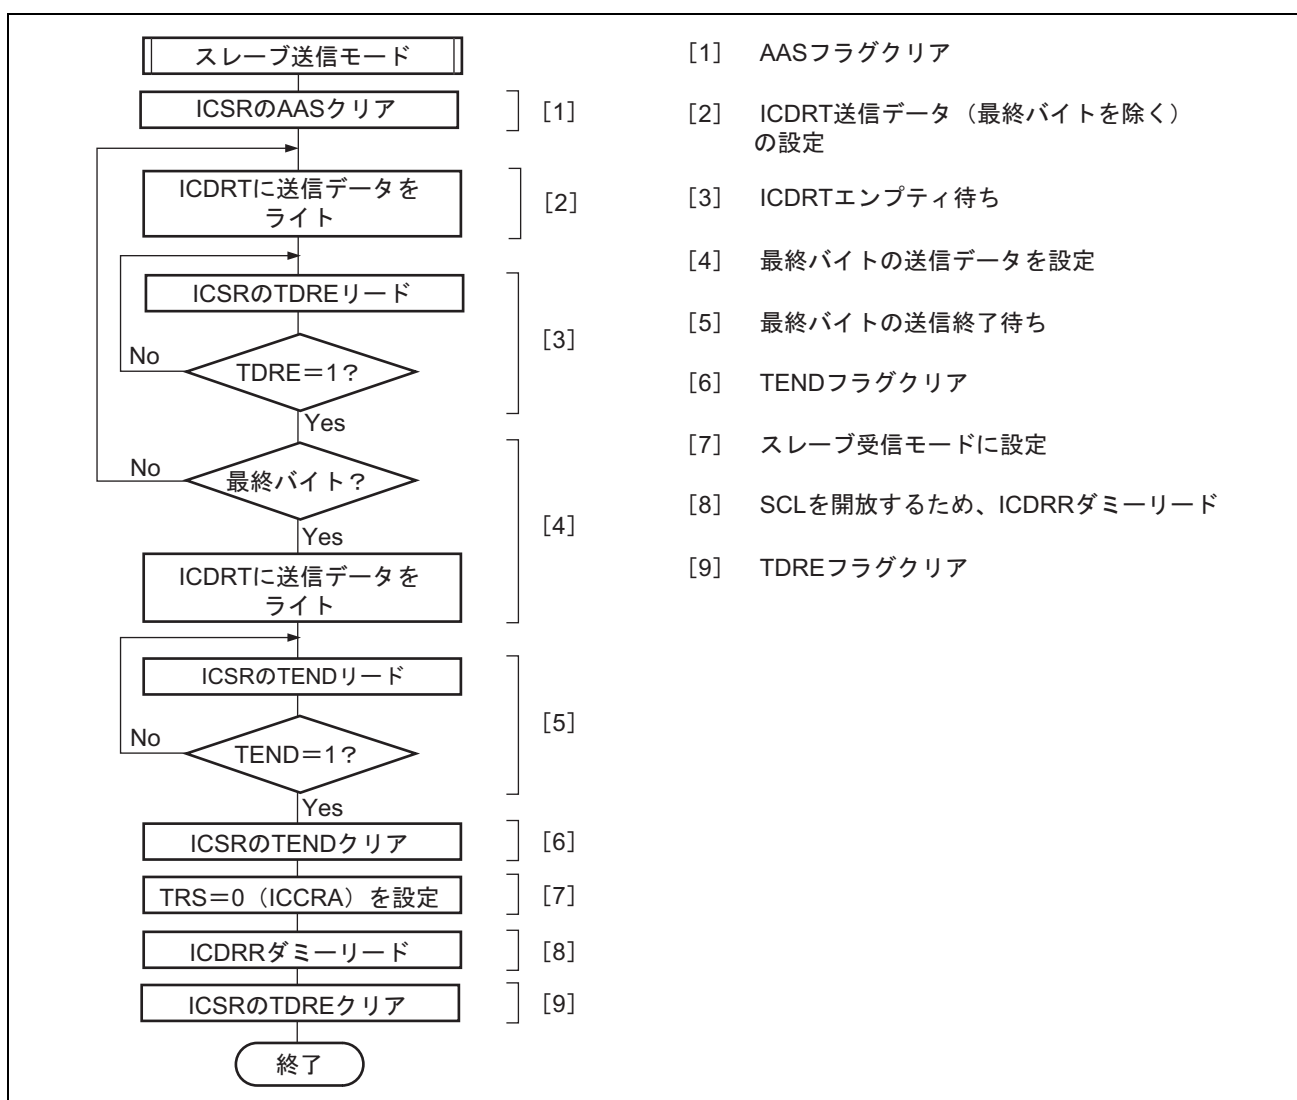 スレーブ送信モード
ICSRのAASクリア
[1]
ICDRTに送信データを
ライト
[2]
ICSRのTDREリード
[3]
No
TDRE=1?
Yes
No
最終バイト?
[4]
Yes
ICDRTに送信データを
ライト
ICSRのTENDリード
[5]
No
TEND=1?
Yes
ICSRのTENDクリア
[6]
TRS=0(ICCRA)を設定
[7]
ICDRRダミーリード
[8]
ICSRのTDREクリア
[9]
終了
[1] AASフラグクリア
[2] ICDRT送信データ(最終バイトを除く)
の設定
[3] ICDRTエンプティ待ち
[4] 最終バイトの送信データを設定
[5] 最終バイトの送信終了待ち
[6] TENDフラグクリア
[7] スレーブ受信モードに設定
[8] SCLを開放するため、ICDRRダミーリード
[9] TDREフラグクリア